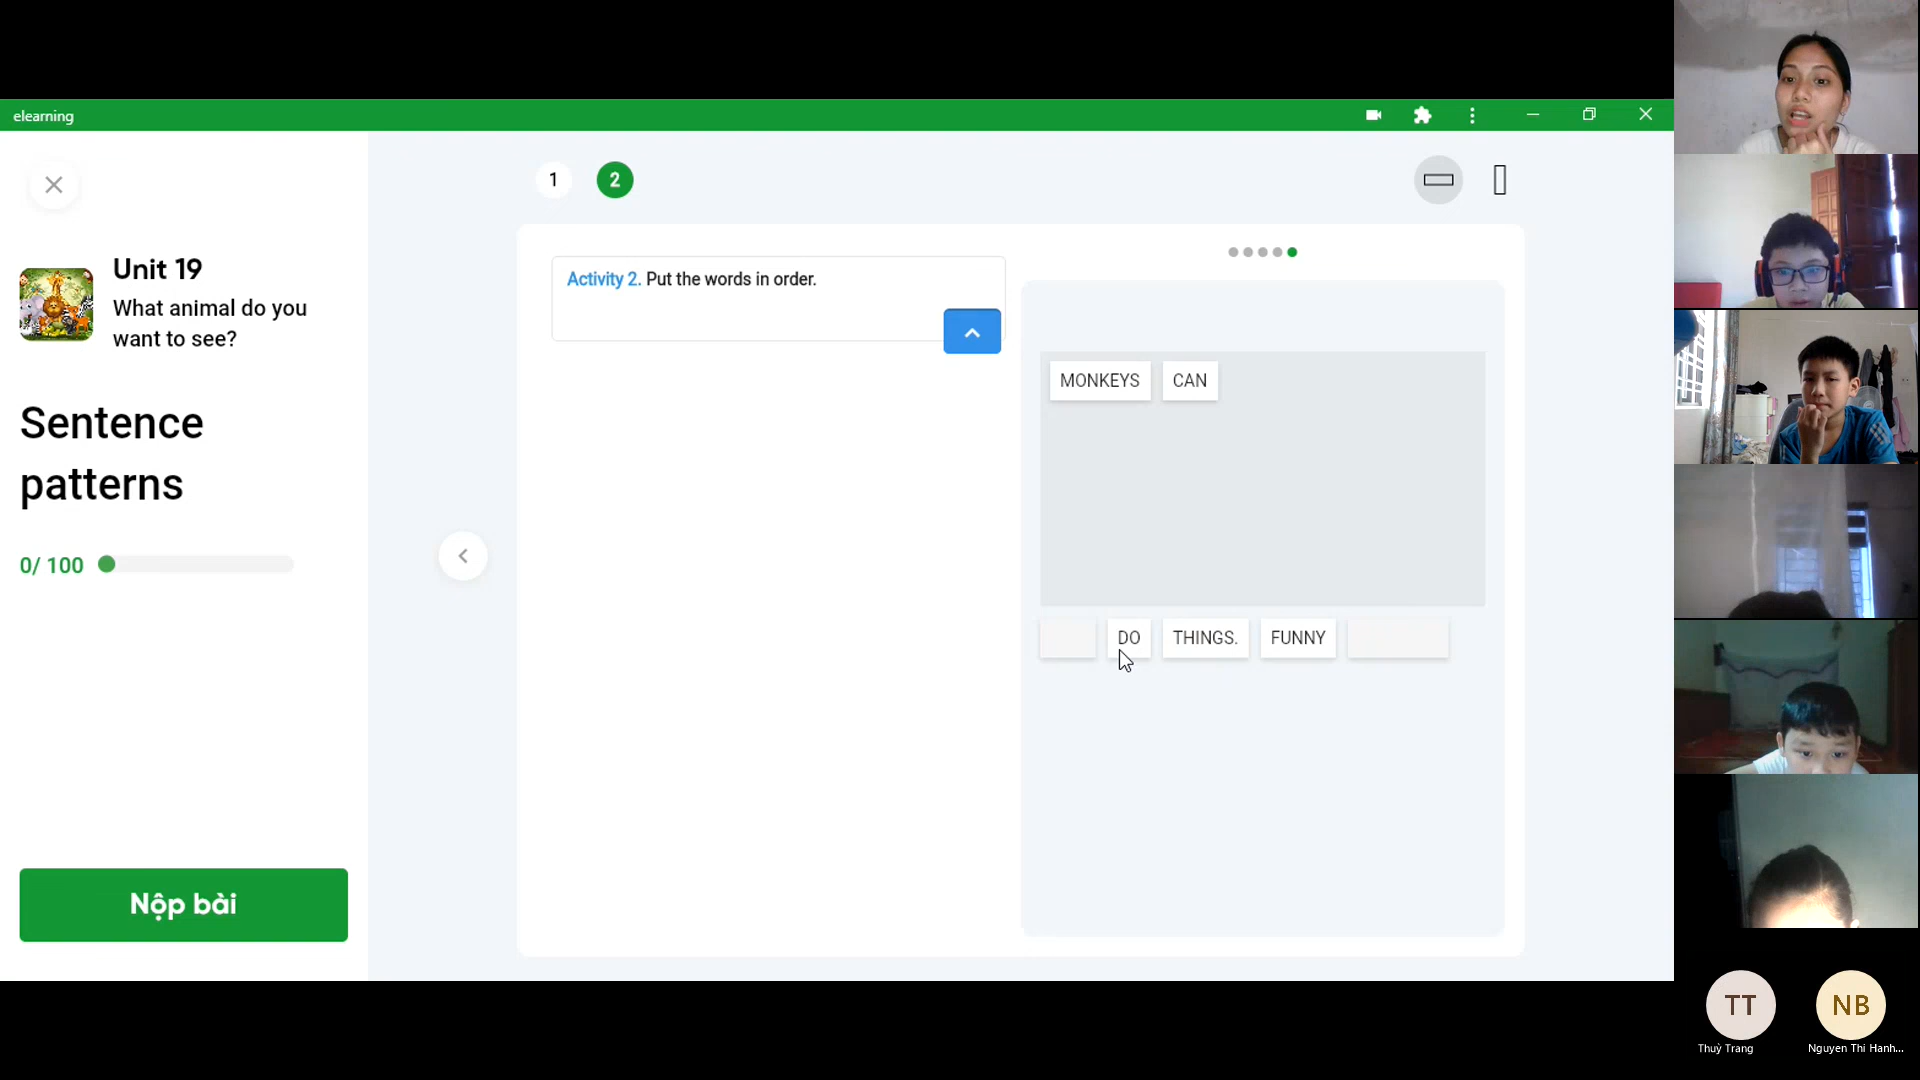 elearning
1
2
Unit 19
What animal do you
want to see?
Sentence
patterns
0/ 100
Nộp bài
Activity 2. Put the words in order.
MONKEYS CAN
DO THINGS. FUNNY
TT
Thuỳ Trang
NB
Nguyen Thi Hanh...